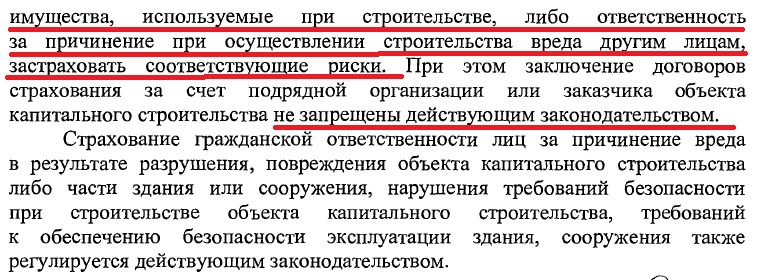 имущества, используемые при строительстве, либо ответственность
за причинение при осуществлении строительства вреда другим лицам,
застраховать соответствующие риски. При этом заключение договоров
страхования за счет подрядной организации или заказчика объекта
капитального строительства не запрещены действующим законодательством.
Страхование гражданской ответственности лиц за причинение вреда
в результате разрушения, повреждения объекта капитального строительства
либо части здания или сооружения, нарушения требований безопасности
при строительстве объекта капитального строительства, требований
к обеспечению безопасности эксплуатации здания, сооружения также
регулируется действующим законодательством.